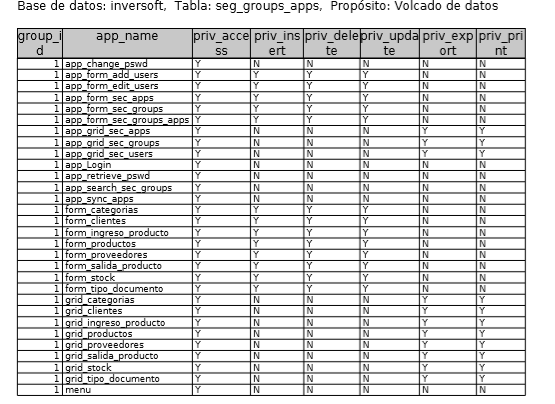 Base de datos: inversoft, Tabla: seg_groups_apps, Propósito: Volcado de datos
group_id app_name priv_access priv_insert priv_delete priv_update priv_export priv_print
1 app_change_pswd Y N N N N N
1 app_form_add_users Y Y Y Y N N
1 app_form_edit_users Y Y Y Y N N
1 app_form_sec_apps Y Y Y Y N N
1 app_form_sec_groups Y Y Y Y N N
1 app_form_sec_groups_apps Y Y Y Y N N
1 app_grid_sec_apps Y N N N Y Y
1 app_grid_sec_groups Y N N N Y Y
1 app_grid_sec_users Y N N N Y Y
1 app_Login Y N N N N N
1 app_retrieve_pswd Y N N N N N
1 app_search_sec_groups Y N N N N N
1 app_sync_apps Y N N N N N
1 form_categorias Y Y Y Y N N
1 form_clientes Y Y Y Y N N
1 form_ingreso_producto Y Y Y Y N N
1 form_productos Y Y Y Y N N
1 form_proveedores Y Y Y Y N N
1 form_salida_producto Y Y Y Y N N
1 form_stock Y Y Y Y N N
1 form_tipo_documento Y Y Y Y N N
1 grid_categorias Y N N N Y Y
1 grid_clientes Y N N N Y Y
1 grid_ingreso_producto Y N N N Y Y
1 grid_productos Y N N N Y Y
1 grid_proveedores Y N N N Y Y
1 grid_salida_producto Y N N N Y Y
1 grid_stock Y N N N Y Y
1 grid_tipo_documento Y N N N Y Y
1 menu Y N N N N N